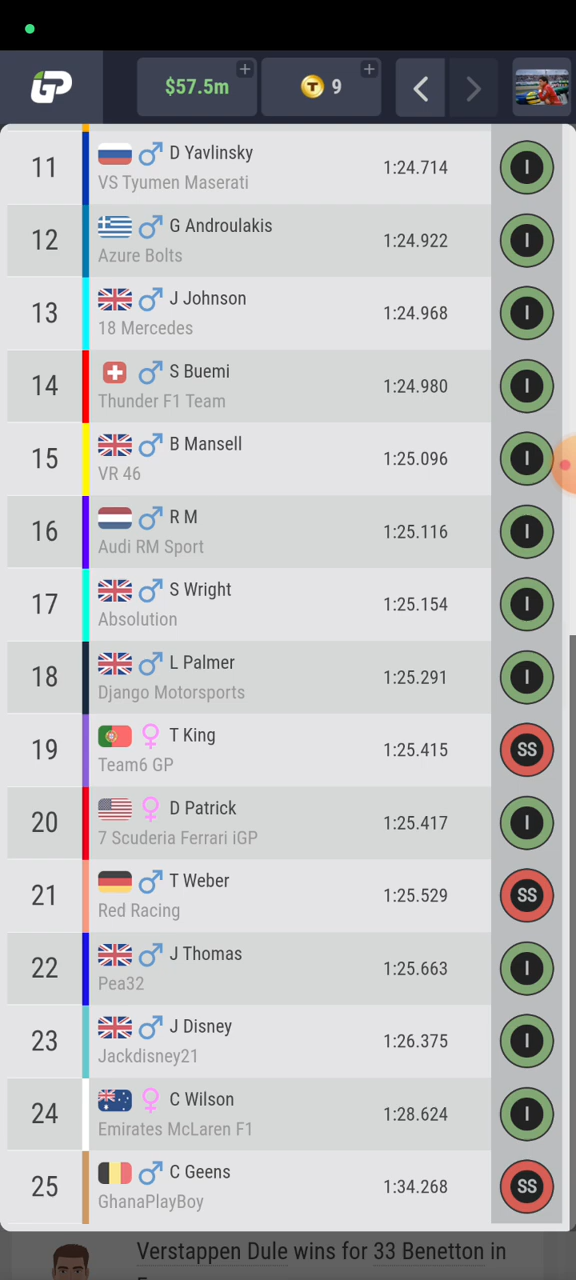 GP
$57.5m
+
T
9
+
11
D Yavlinsky
VS Tyumen Maserati
1:24.714
I
12
G Androulakis
Azure Bolts
1:24.922
I
13
J Johnson
18 Mercedes
1:24.968
I
14
S Buemi
Thunder F1 Team
1:24.980
I
15
B Mansell
VR 46
1:25.096
I
16
R M
Audi RM Sport
1:25.116
I
17
S Wright
Absolution
1:25.154
I
18
L Palmer
Django Motorsports
1:25.291
I
19
T King
Team6 GP
1:25.415
SS
20
D Patrick
7 Scuderia Ferrari iGP
1:25.417
I
21
T Weber
Red Racing
1:25.529
SS
22
J Thomas
Pea32
1:25.663
I
23
J Disney
Jackdisney21
1:26.375
I
24
C Wilson
Emirates McLaren F1
1:28.624
I
25
C Geens
GhanaPlayBoy
1:34.268
SS
Verstappen Dule wins for 33 Benetton in